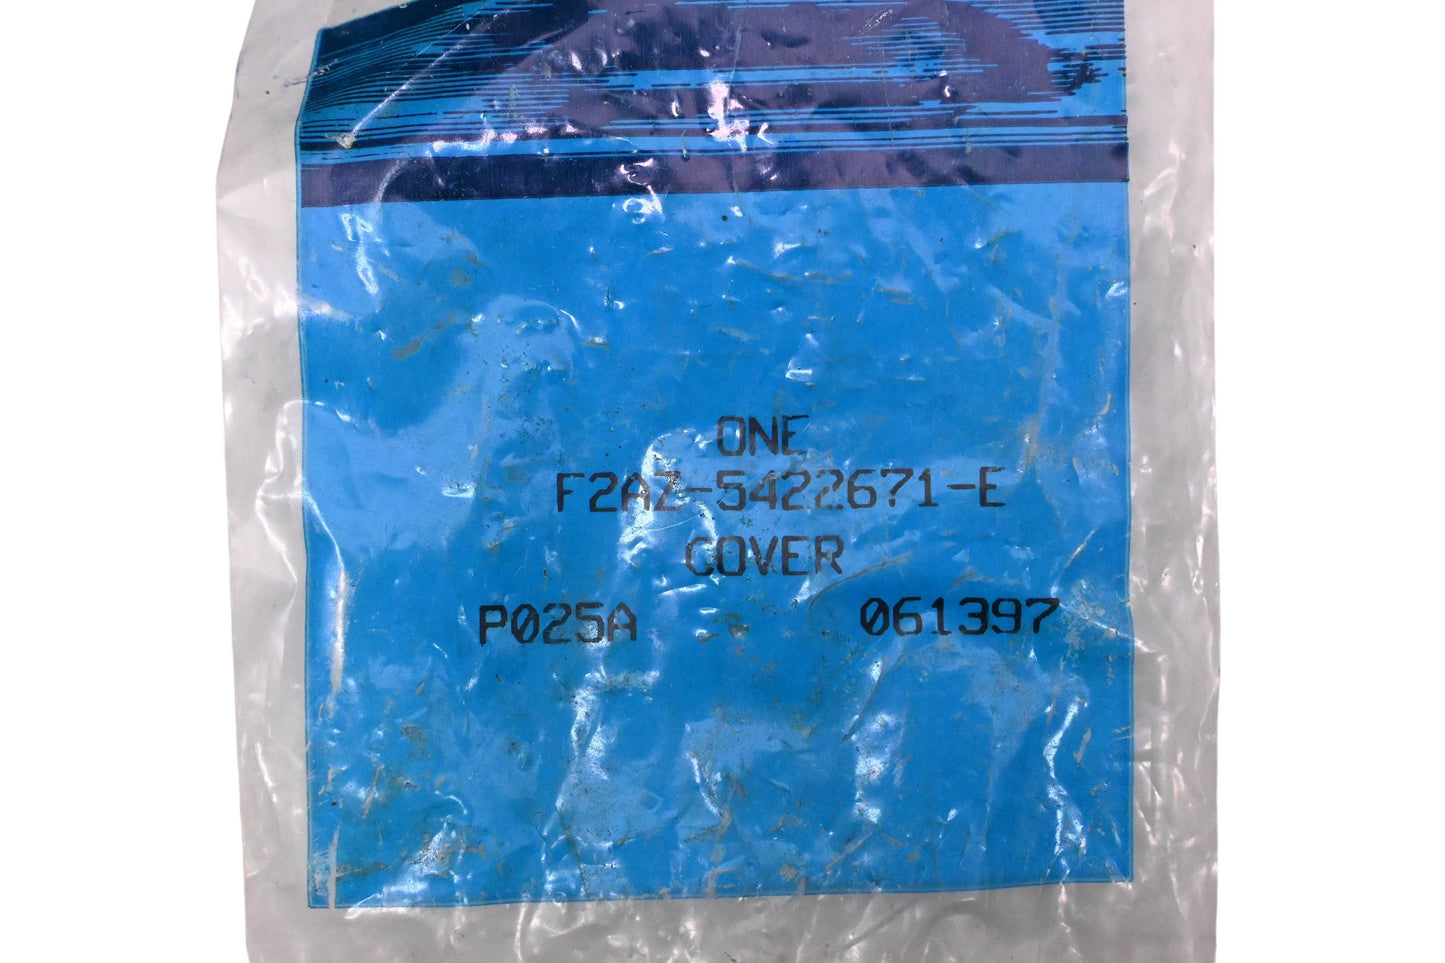 ONE
F2AZ-5422671-E
COVER
P025A 061397